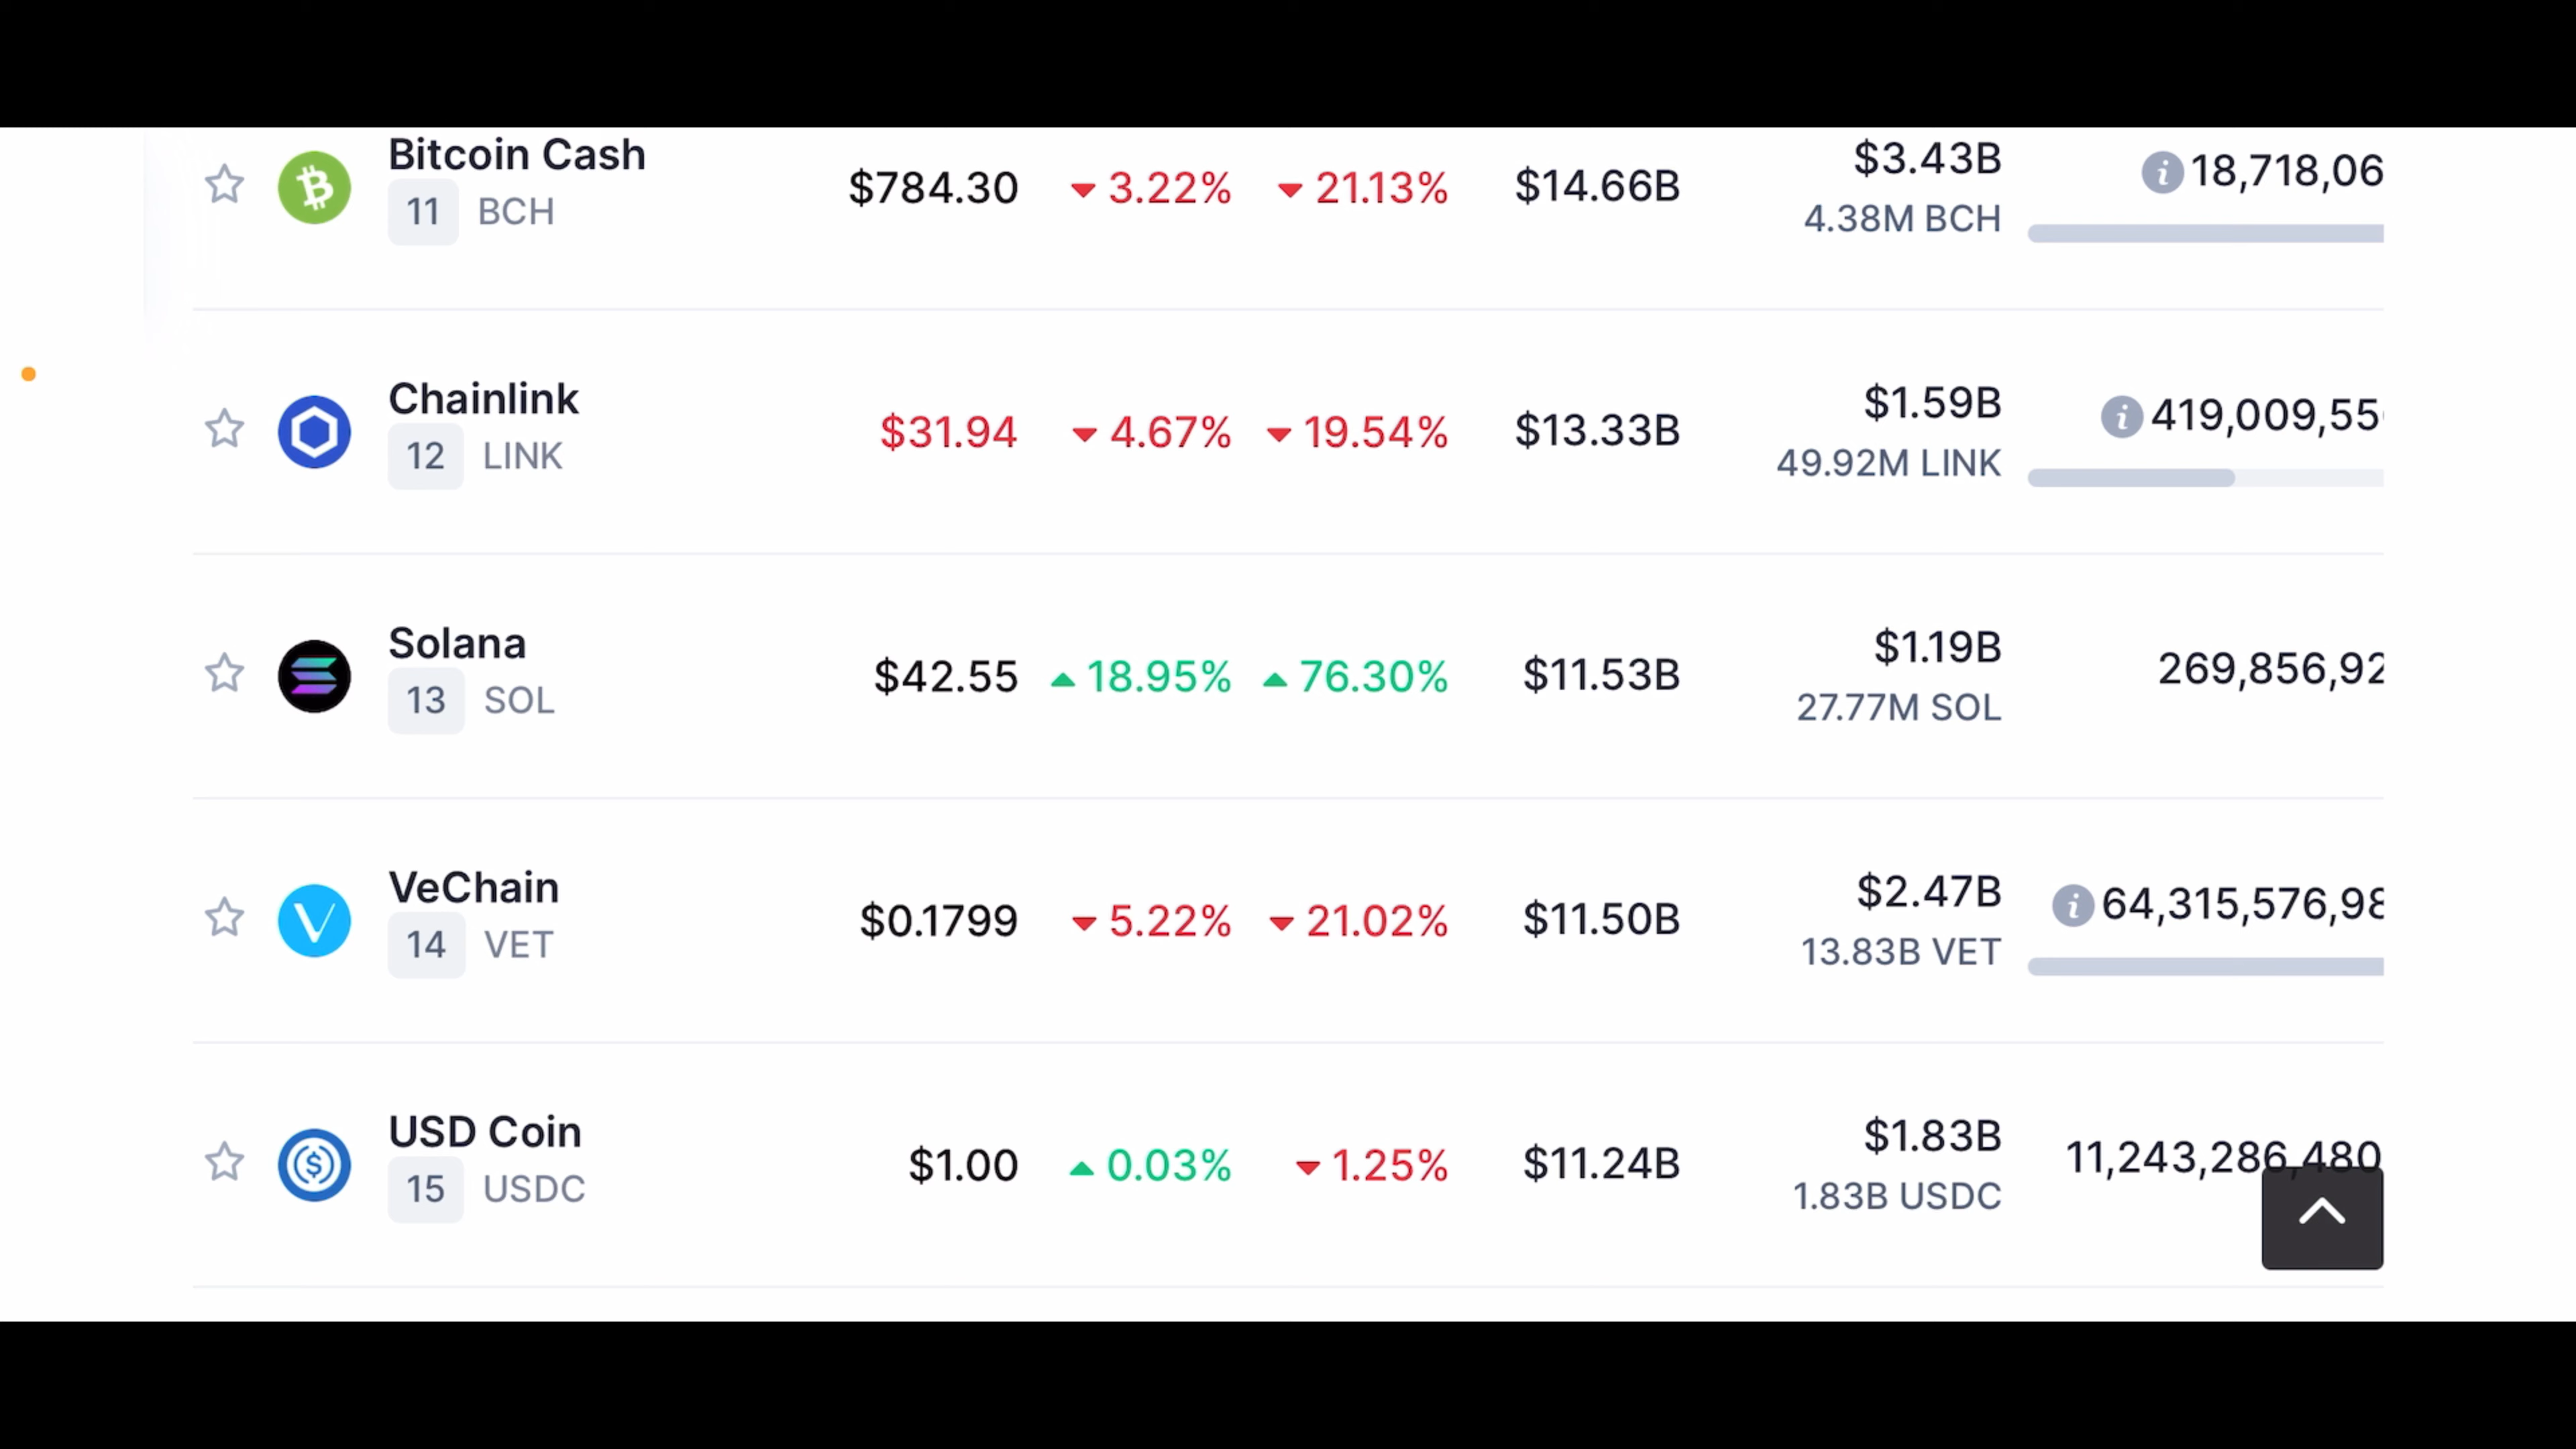 Bitcoin Cash
11 BCH
$784.30 3.22% 21.13% $14.66B
$3.43B
4.38M BCH
18,718,06
Chainlink
12 LINK
$31.94 4.67% 19.54% $13.33B
$1.59B
49.92M LINK
419,009,55
Solana
13 SOL
$42.55 18.95% 76.30% $11.53B
$1.19B
27.77M SOL
269,856,92
VeChain
14 VET
$0.1799 5.22% 21.02% $11.50B
$2.47B
13.83B VET
64,315,576,98
USD Coin
15 USDC
$1.00 0.03% 1.25% $11.24B
$1.83B
1.83B USDC
11,243,286,480